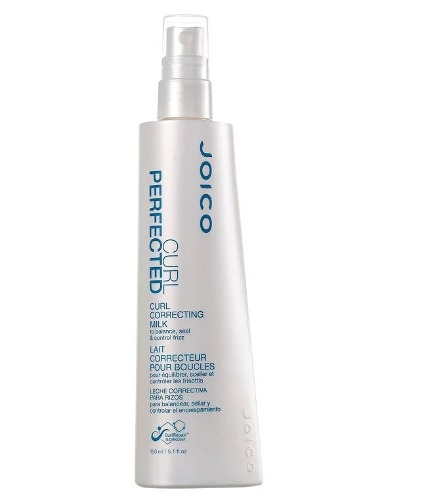 JOICO
CURL
PERFECTED
CURL
CORRECTING
MILK
to balance, seal
& control frizz
LAIT
CORRECTEUR
POUR BOUCLES
pour équilibrer, sceller et
contrôler les frisottis
LECHE CORRECTIVA
PARA RIZOS
para balancear, sellar y
controlar el encrespamiento
CurlRepair
TECHNOLOGY
150 ml / 5.1 fl oz
JOICO